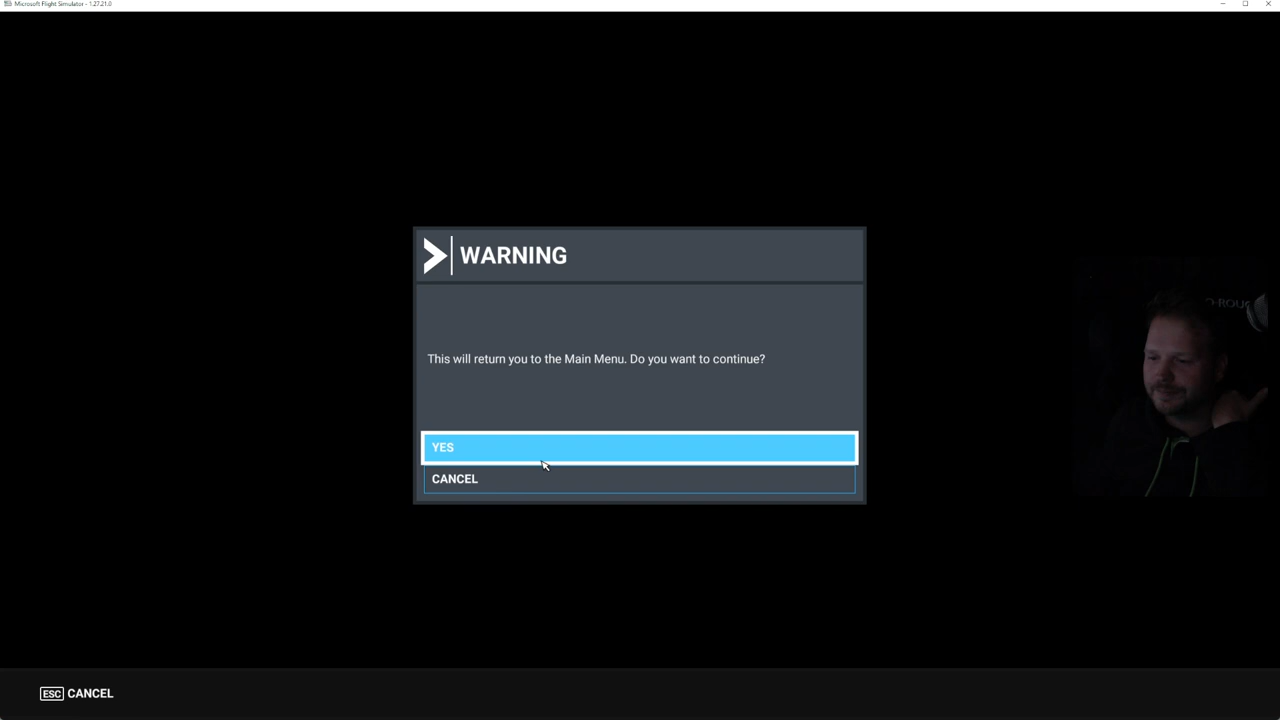 Microsoft Flight Simulator - 1.27.21.0
WARNING
This will return you to the Main Menu. Do you want to continue?
YES
CANCEL
ESC CANCEL